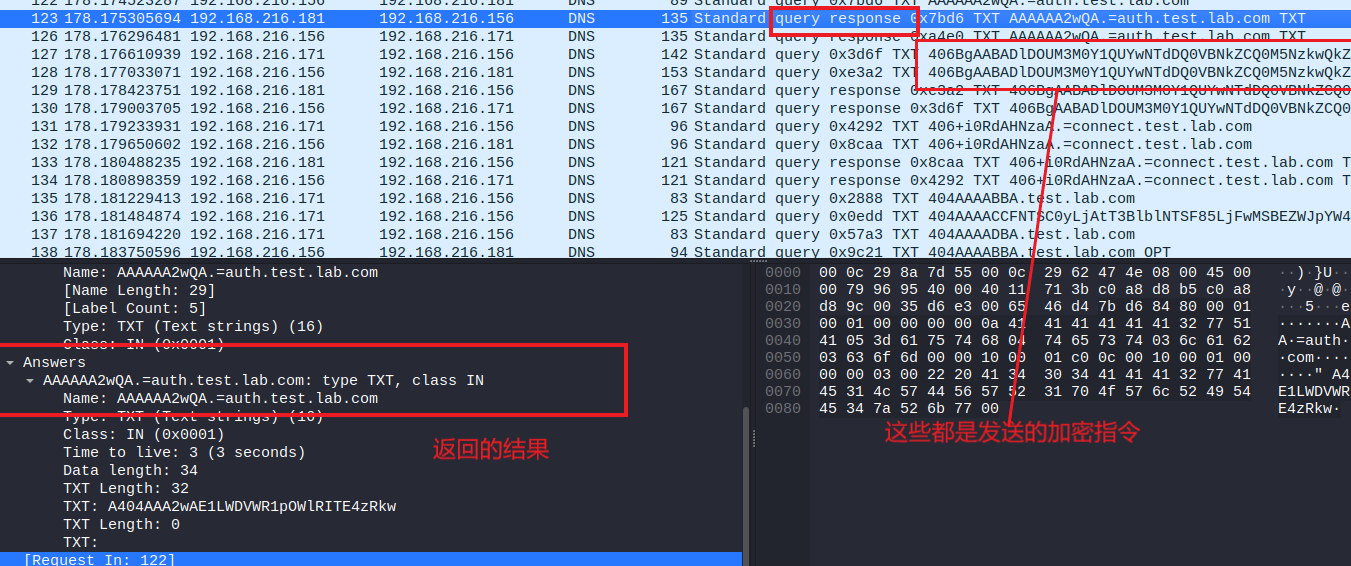 122 178.174523287 192.168.216.156 192.168.216.181 DNS 89 Standard query 0x7bd6 TXT AAAAAA2wQA.=auth.test.lab.com
123 178.175305694 192.168.216.181 192.168.216.156 DNS 135 Standard query response 0x7bd6 TXT AAAAAA2wQA.=auth.test.lab.com TXT
126 178.176296481 192.168.216.156 192.168.216.171 DNS 135 Standard query response 0xa4e0 TXT AAAAAA2wQA.=auth.test.lab.com TXT
127 178.176610939 192.168.216.171 192.168.216.156 DNS 142 Standard query 0x3d6f TXT 406BgAABADlDOUM3M0Y1QUYwNTdDQ0VBNkZCQ0M5NzkwQkZ
128 178.177033071 192.168.216.156 192.168.216.181 DNS 153 Standard query 0xe3a2 TXT 406BgAABADlDOUM3M0Y1QUYwNTdDQ0VBNkZCQ0M5NzkwQkZ
129 178.178423751 192.168.216.181 192.168.216.156 DNS 167 Standard query response 0xe3a2 TXT 406BgAABADlDOUM3M0Y1QUYwNTdDQ0VBNkZCQ0
130 178.179003705 192.168.216.156 192.168.216.171 DNS 167 Standard query response 0x3d6f TXT 406BgAABADlDOUM3M0Y1QUYwNTdDQ0VBNkZCQ0
131 178.179233931 192.168.216.171 192.168.216.156 DNS 96 Standard query 0x4292 TXT 406+i0RdAHNzaA.=connect.test.lab.com
132 178.179650602 192.168.216.156 192.168.216.181 DNS 96 Standard query 0x8caa TXT 406+i0RdAHNzaA.=connect.test.lab.com
133 178.180488235 192.168.216.181 192.168.216.156 DNS 121 Standard query response 0x8caa TXT 406+i0RdAHNzaA.=connect.test.lab.com T
134 178.180898359 192.168.216.156 192.168.216.171 DNS 121 Standard query response 0x4292 TXT 406+i0RdAHNzaA.=connect.test.lab.com T
135 178.181229413 192.168.216.171 192.168.216.156 DNS 83 Standard query 0x2888 TXT 404AAAABBA.test.lab.com
136 178.181484874 192.168.216.171 192.168.216.156 DNS 125 Standard query 0x0edd TXT 404AAAACCFNTSC0yLjAtT3BlblNTSF85LjFwMSBEZWJpYW4
137 178.181694220 192.168.216.171 192.168.216.156 DNS 83 Standard query 0x57a3 TXT 404AAAADBA.test.lab.com
138 178.183750596 192.168.216.156 192.168.216.181 DNS 94 Standard query 0x9c21 TXT 404AAAABBA.test.lab.com OPT
Name: AAAAAA2wQA.=auth.test.lab.com
[Name Length: 29]
[Label Count: 5]
Type: TXT (Text strings) (16)
Class: IN (0x0001)
Answers
AAAAAA2wQA.=auth.test.lab.com: type TXT, class IN
Name: AAAAAA2wQA.=auth.test.lab.com
Type: TXT (Text strings) (16)
Class: IN (0x0001)
Time to live: 3 (3 seconds)
Data length: 34
TXT Length: 32
TXT: A404AAA2wAE1LWDVWR1pOWlRITE4zRkw
TXT Length: 0
TXT:
[Request In: 122]
返回的结果
0000 00 0c 29 8a 7d 55 00 0c 29 62 47 4e 08 00 45 00 ··)·}U··
0010 00 79 96 95 40 00 40 11 71 3b c0 a8 d8 b5 c0 a8 ·y··@·@·
0020 d8 9c 00 35 d6 e3 00 65 46 d4 7b d6 84 80 00 01 ···5···e
0030 00 01 00 00 00 00 0a 41 41 41 41 41 41 32 77 51 ·······A
0040 41 05 3d 61 75 74 68 04 74 65 73 74 03 6c 61 62 A·=auth·
0050 03 63 6f 6d 00 00 10 00 01 c0 0c 00 10 00 01 00 ·com····
0060 00 00 03 00 22 20 41 34 30 34 41 41 41 32 77 41 ····" A4
0070 45 31 4c 57 44 56 57 52 31 70 4f 57 6c 52 49 54 E1LWDVWR
0080 45 34 7a 52 6b 77 00 E4zRkw·
这些都是发送的加密指令